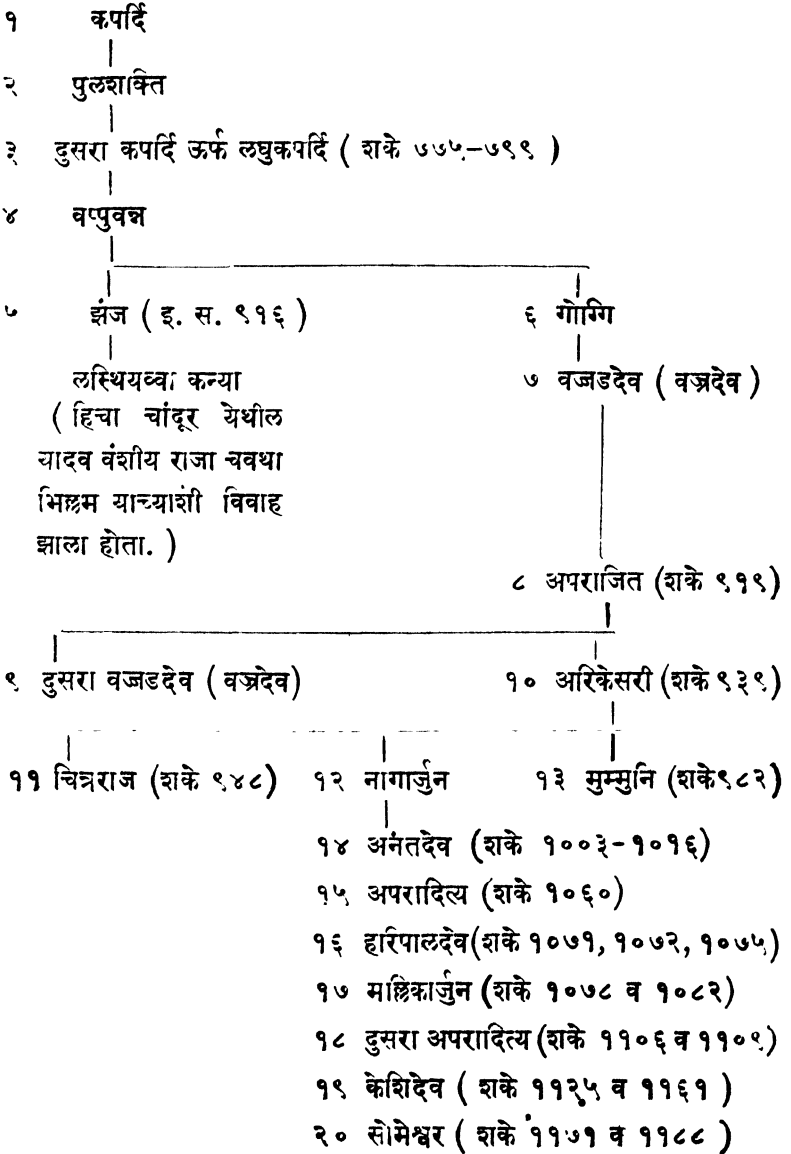 १ कपर्दि
२ पुलशक्ति
३ दुसरा कपर्दि ऊर्फ लघुकपर्दि ( शके ७७५-७९९ )
४ वप्पुवन्न
५ झंज ( इ. स. ९१६ ) ६ गोग्गि
लस्थियव्वा कन्या ७ वज्जडदेव ( वज्रदेव )
( हिचा चांदूर येथील
यादव वंशीय राजा चवथा
भिल्लम याच्याशी विवाह
झाला होता. )
८ अपराजित (शके ९१९)
९ दुसरा वज्जडदेव ( वज्रदेव) १० अरिकेसरी (शके ९३९)
११ चित्रराज (शके ९४८) १२ नागार्जुन १३ मुम्मुनि (शके९८२)
१४ अनंतदेव (शके १००३-१०१६)
१५ अपरादित्य (शके १०६०)
१६ हरिपालदेव(शके १०७१, १०७२, १०७५)
१७ मल्लिकार्जुन (शके १०७८ व १०८२)
१८ दुसरा अपरादित्य (शके ११०६ व ११०९)
१९ केशिदेव ( शके ११२५ व ११६१ )
२० सोमेश्वर ( शके ११७१ व ११८८ )